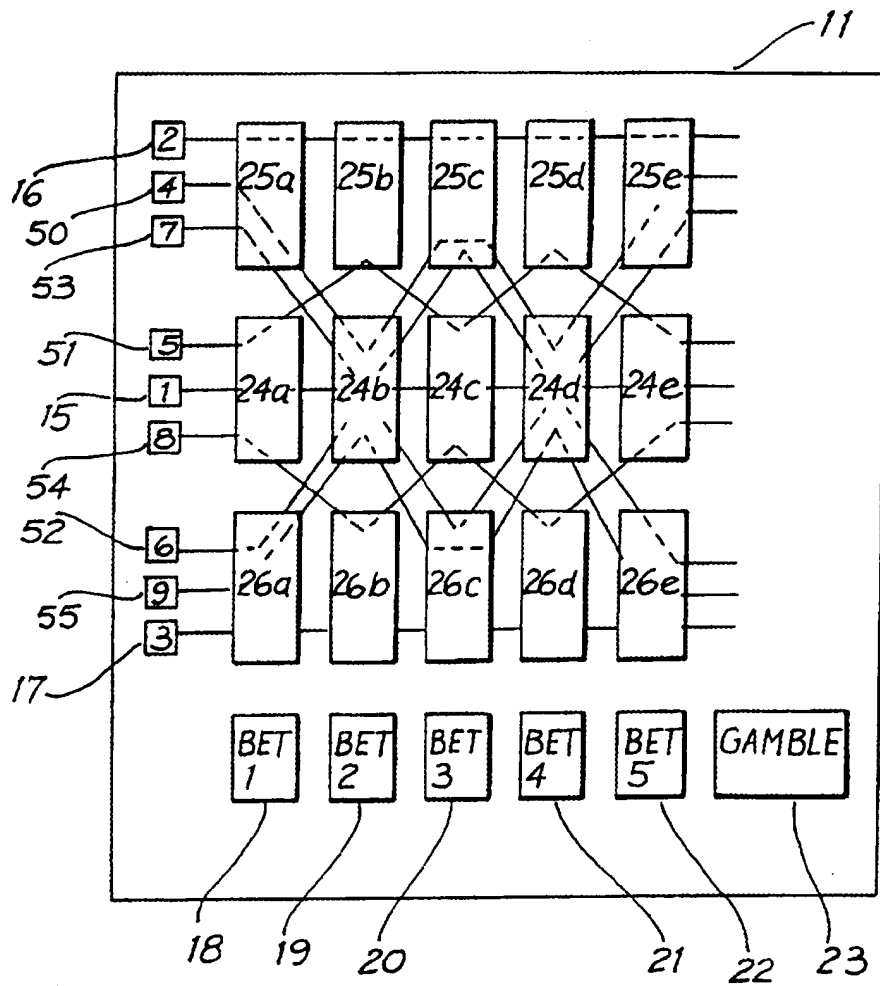 11
2
25a 25b 25c 25d 25e
16
4
50
7
53
5
51
1
24a 24b 24c 24d 24e
15
8
54
6
52
26a 26b 26c 26d 26e
9
55
3
17
BET 1
BET 2
BET 3
BET 4
BET 5
GAMBLE
18 19 20 21 22 23